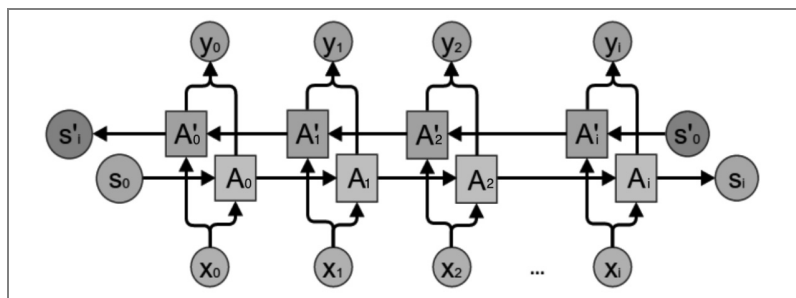 y₀ y₁ y₂ yᵢ
A'₀ A'₁ A'₂ A'ᵢ
s'ᵢ s'₀
s₀ A₀ A₁ A₂ Aᵢ sᵢ
x₀ x₁ x₂ ... xᵢ